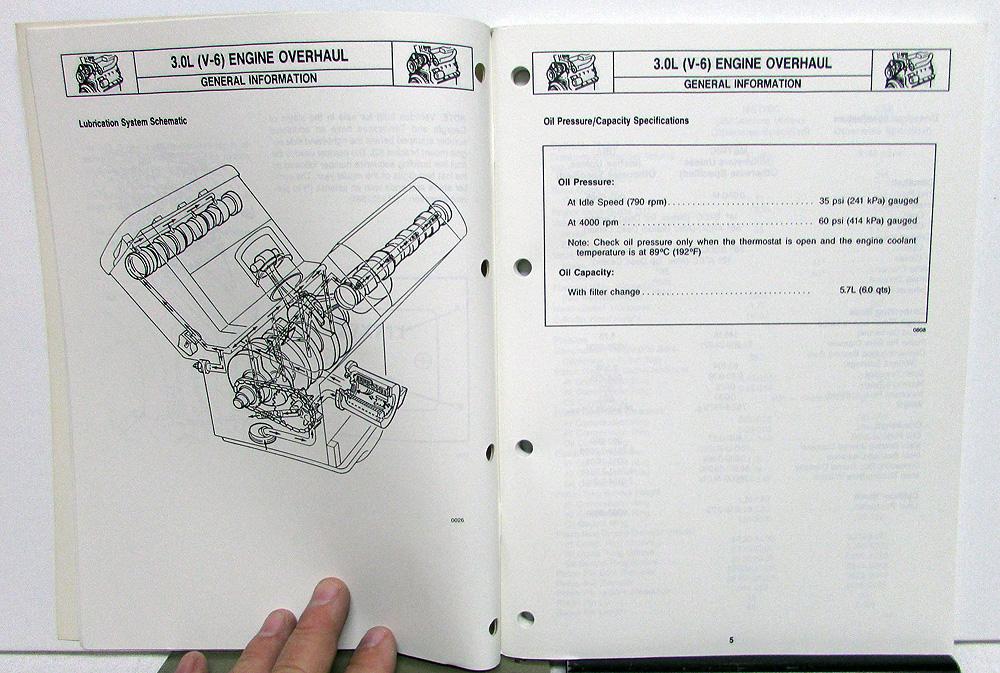 3.0L (V-6) ENGINE OVERHAUL
GENERAL INFORMATION
Lubrication System Schematic
0026
3.0L (V-6) ENGINE OVERHAUL
GENERAL INFORMATION
Oil Pressure/Capacity Specifications
Oil Pressure:
At Idle Speed (790 rpm).............................. 35 psi (241 kPa) gauged
At 4000 rpm ........................................ 60 psi (414 kPa) gauged
Note: Check oil pressure only when the thermostat is open and the engine coolant
temperature is at 89°C (192°F)
Oil Capacity:
With filter change................................... 5.7L (6.0 qts)
0808
5